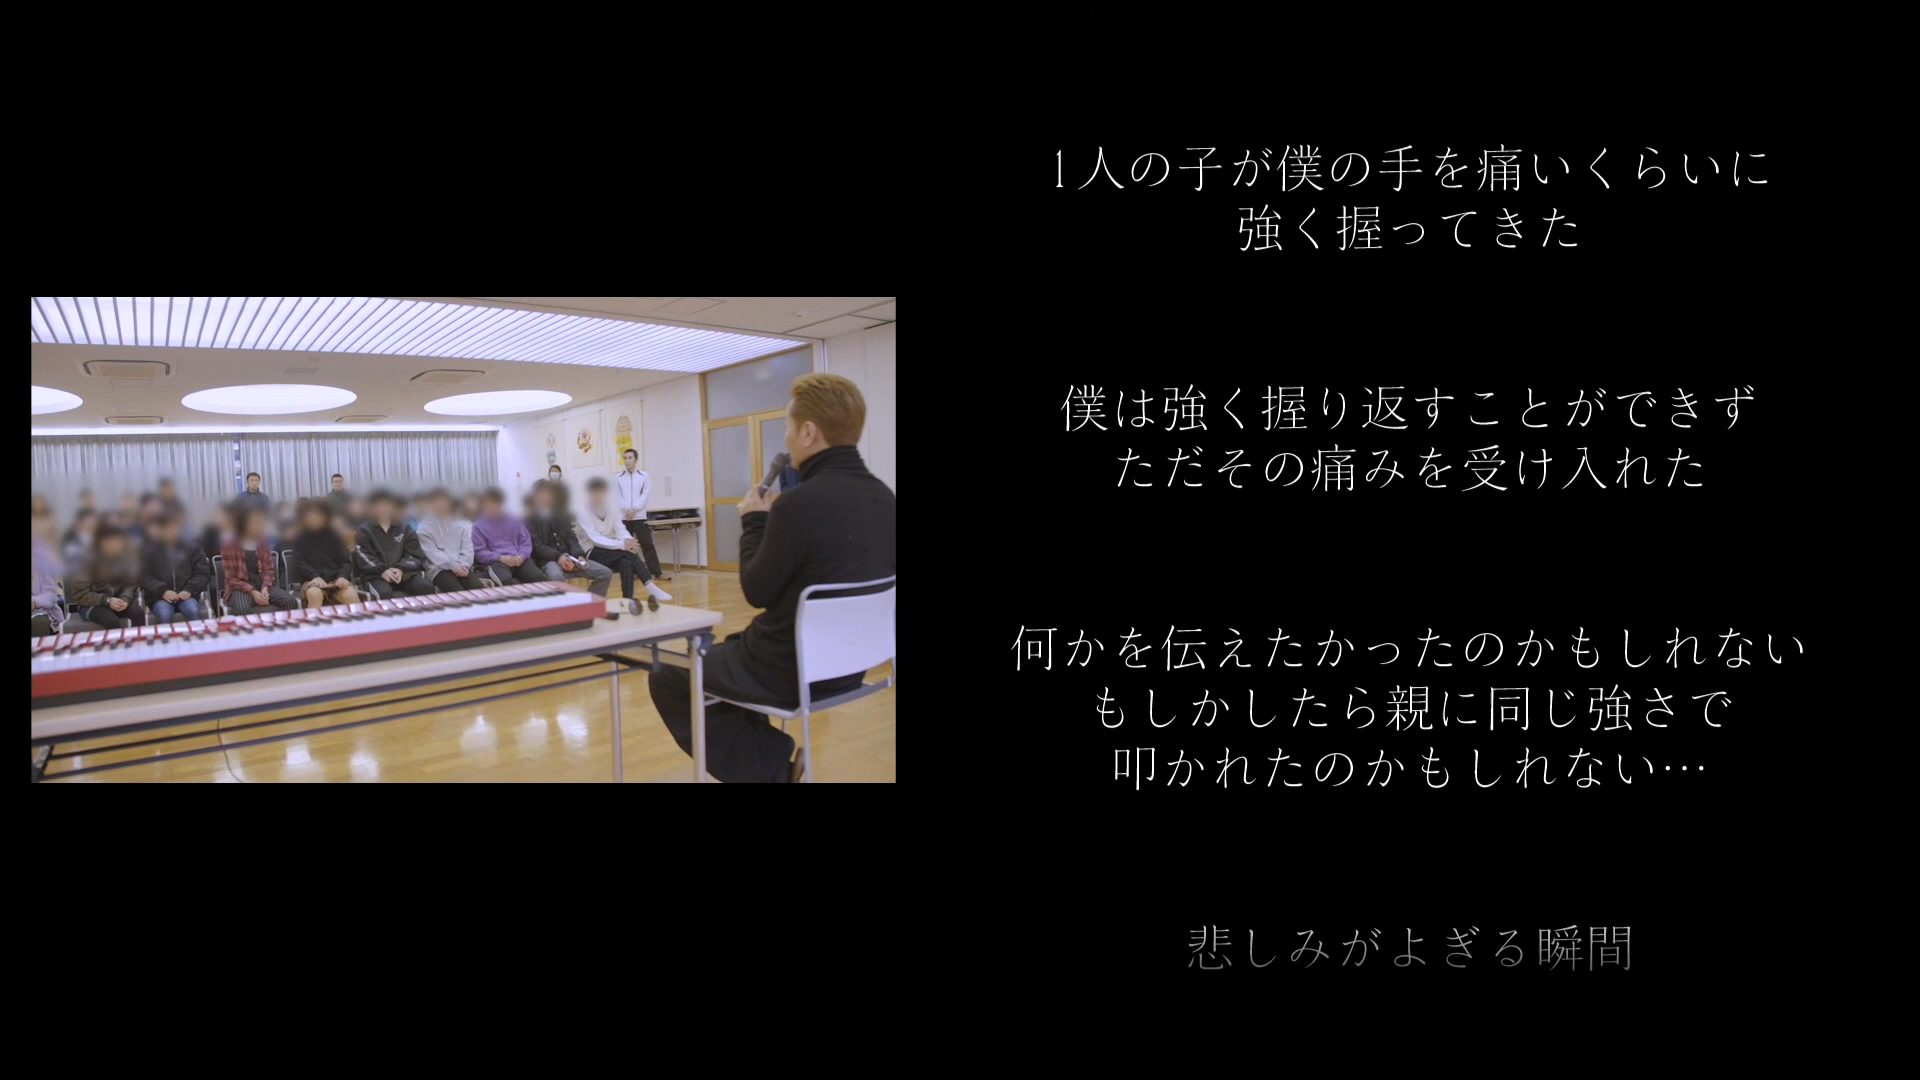 1人の子が僕の手を痛いくらいに
強く握ってきた
僕は強く握り返すことができず
ただその痛みを受け入れた
何かを伝えたかったのかもしれない
もしかしたら親に同じ強さで
叩かれたのかもしれない…
悲しみがよぎる瞬間